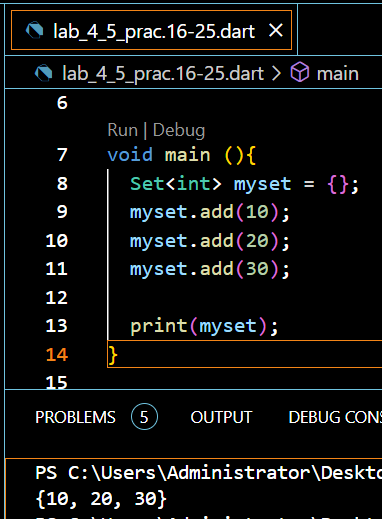 lab_4_5_prac.16-25.dart ×
lab_4_5_prac.16-25.dart > main
6
Run | Debug
7 void main (){
8 Set<int> myset = {};
9 myset.add(10);
10 myset.add(20);
11 myset.add(30);
12
13 print(myset);
14 }
15
PROBLEMS 5 OUTPUT DEBUG CONS
PS C:\Users\Administrator\Deskto
{10, 20, 30}